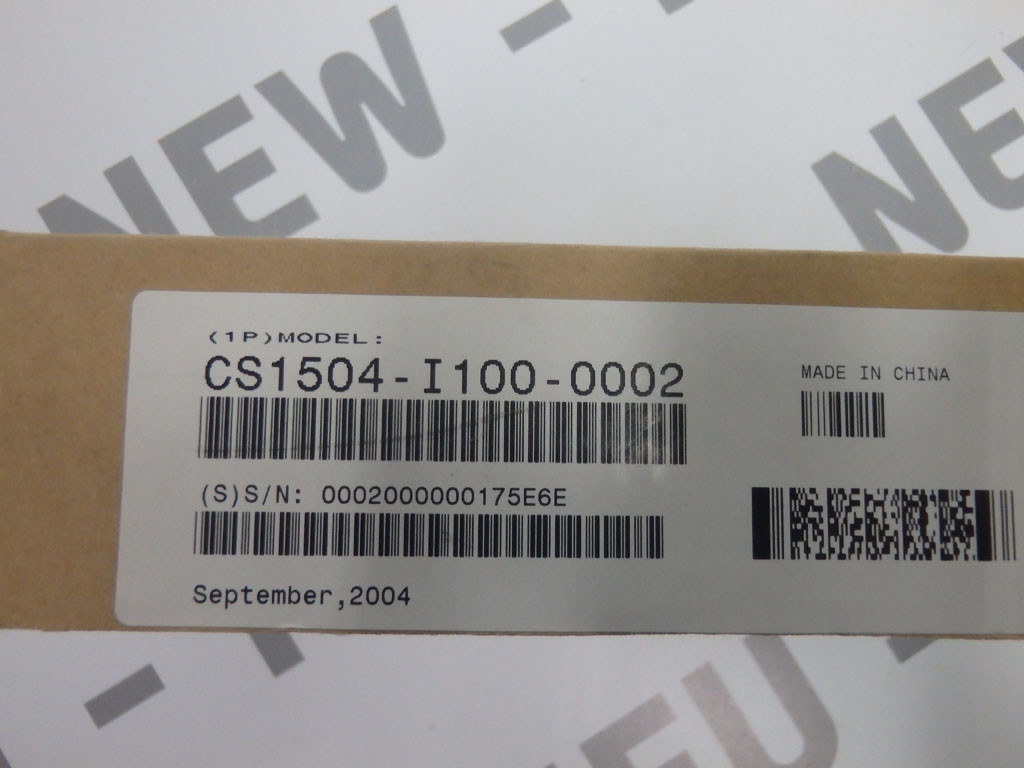 NEW -
NEW
(1P)MODEL:
CS1504-I100-0002
MADE IN CHINA
(S)S/N: 0002000000175E6E
September,2004
-